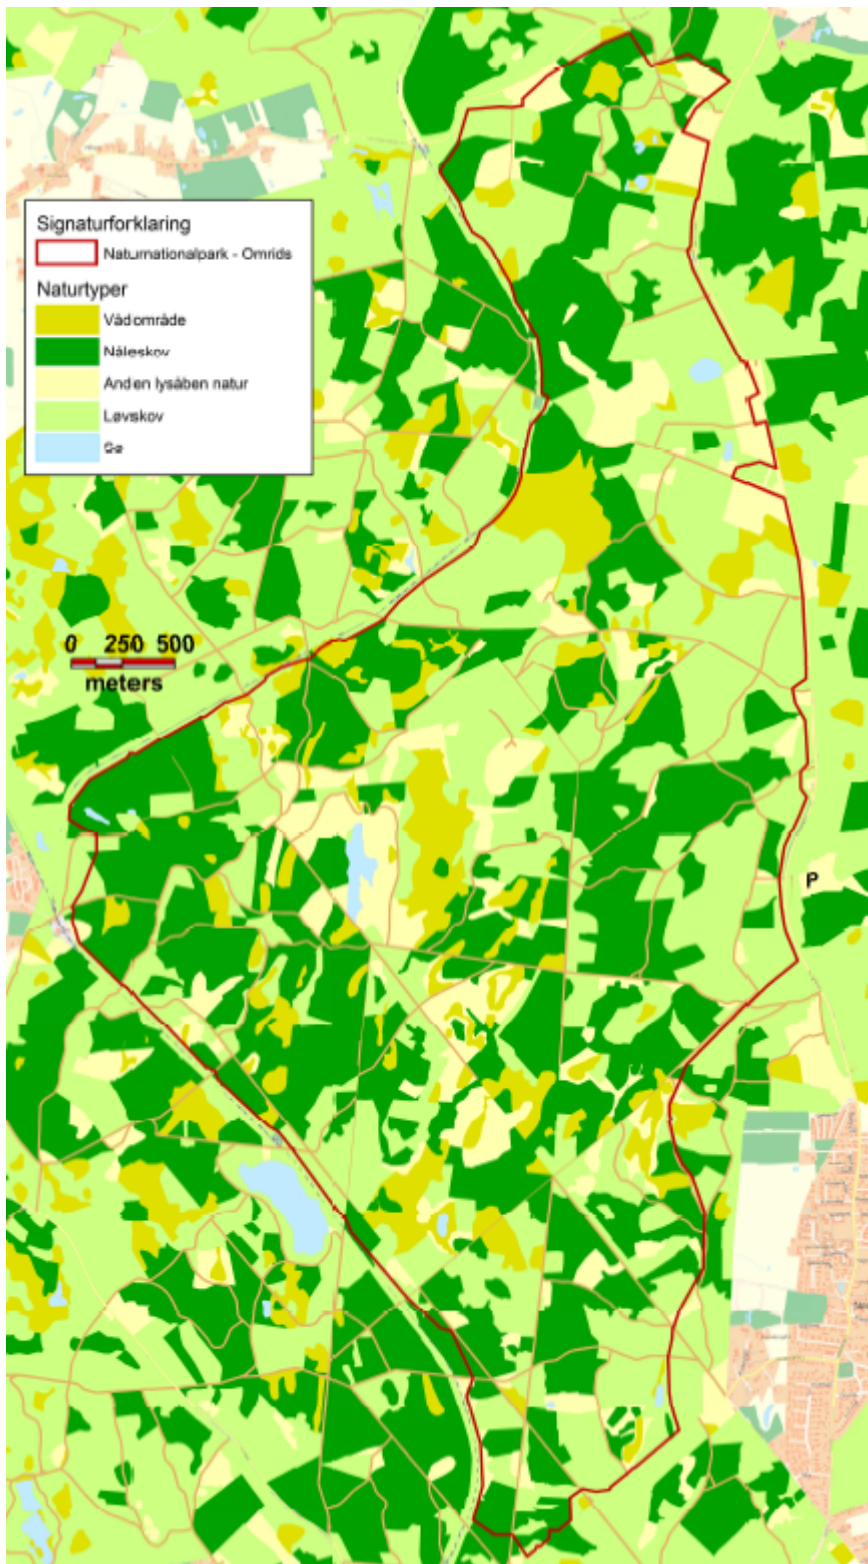 Signaturforklaring
Naturnationalpark - Omrids
Naturtyper
Vådområde
Nåleskov
Anden lysåben natur
Løvskov
Sø
0 250 500
meters
P